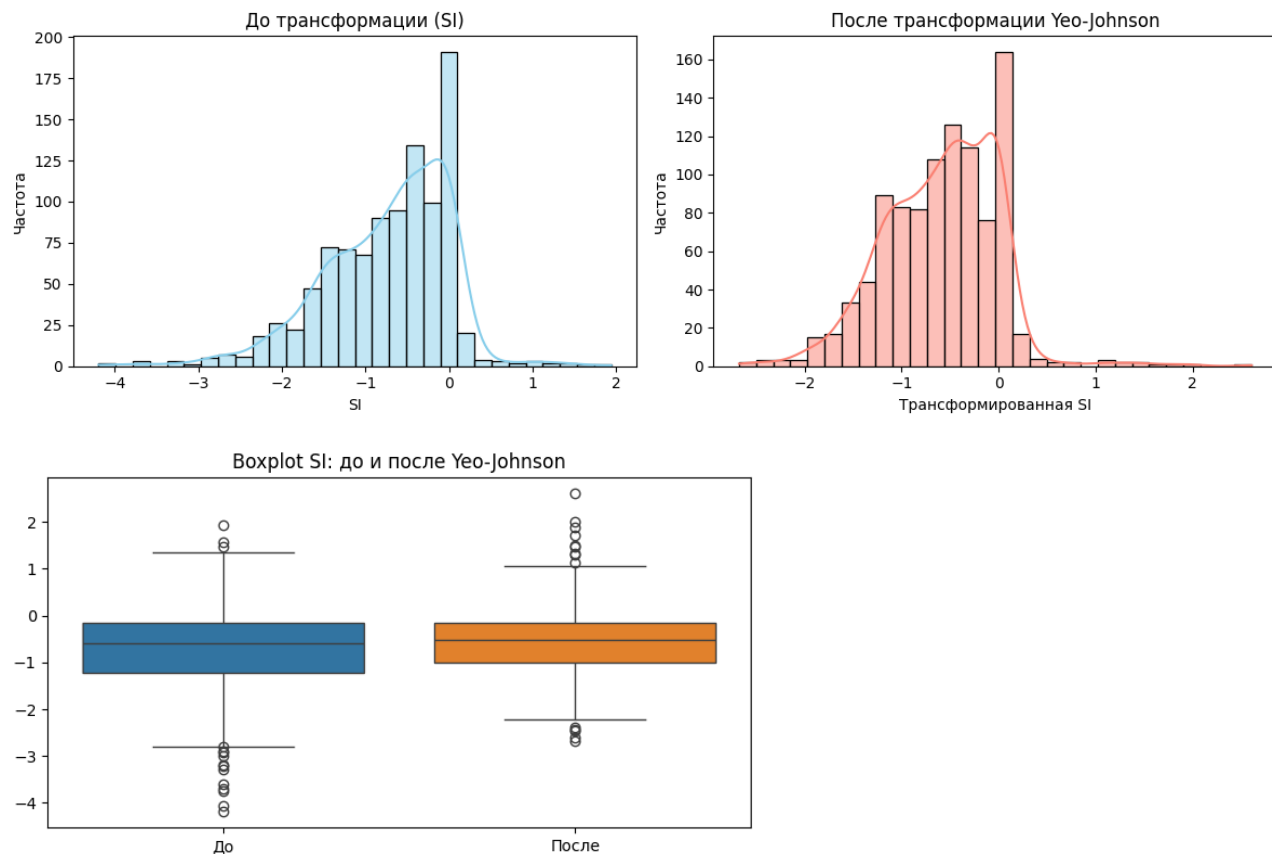 До трансформации (SI)
200
175
150
125
100
75
50
25
0
Частота
-4 -3 -2 -1 0 1 2
SI
После трансформации Yeo-Johnson
160
140
120
100
80
60
40
20
0
Частота
-2 -1 0 1 2
Трансформированная SI
Boxplot SI: до и после Yeo-Johnson
2
1
0
-1
-2
-3
-4
До После